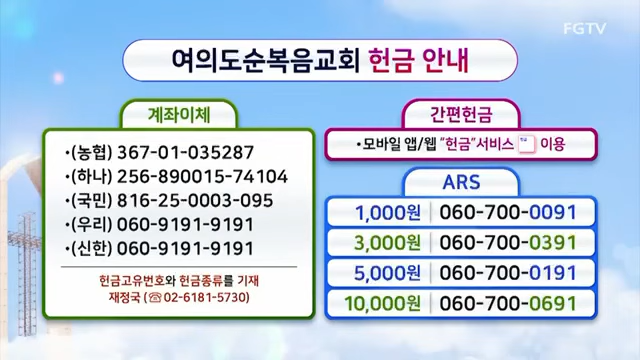 FGTV
여의도순복음교회 헌금 안내
계좌이체
•(농협) 367-01-035287
•(하나) 256-890015-74104
•(국민) 816-25-0003-095
•(우리) 060-9191-9191
•(신한) 060-9191-9191
헌금고유번호와 헌금종류를 기재
재정국 (☎02-6181-5730)
간편헌금
•모바일 앱/웹 "헌금"서비스 이용
ARS
1,000원 060-700-0091
3,000원 060-700-0391
5,000원 060-700-0191
10,000원 060-700-0691